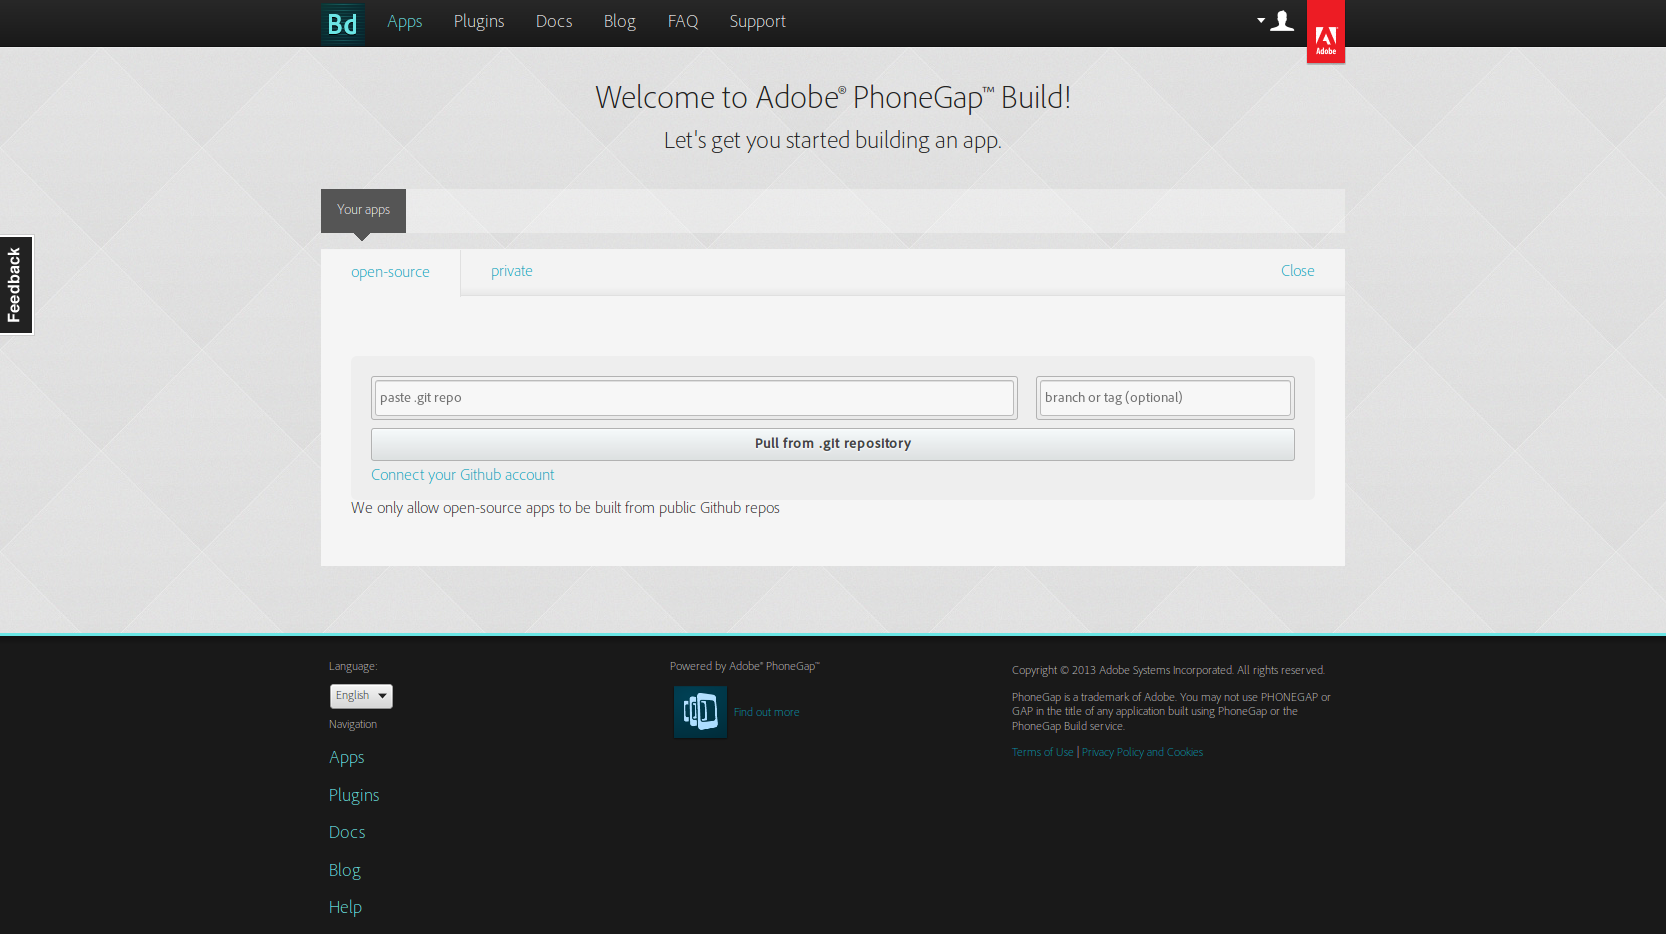 Bd Apps Plugins Docs Blog FAQ Support
Adobe
Welcome to Adobe® PhoneGap™ Build!
Let's get you started building an app.
Your apps
Feedback
open-source private Close
paste .git repo branch or tag (optional)
Pull from .git repository
Connect your Github account
We only allow open-source apps to be built from public Github repos
Language:
English
Navigation
Apps
Plugins
Docs
Blog
Help
Powered by Adobe® PhoneGap™
Find out more
Copyright © 2013 Adobe Systems Incorporated. All rights reserved.
PhoneGap is a trademark of Adobe. You may not use PHONEGAP or
GAP in the title of any application built using PhoneGap or the
PhoneGap Build service.
Terms of Use | Privacy Policy and Cookies